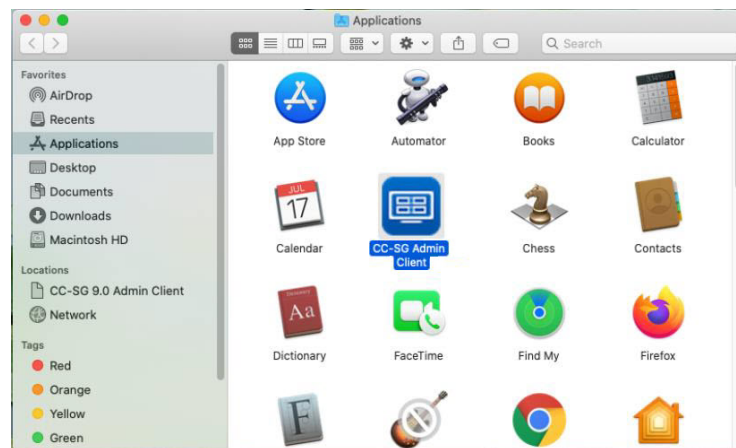 Applications
Search
Favorites
AirDrop
Recents
Applications
Desktop
Documents
Downloads
Macintosh HD
Locations
CC-SG 9.0 Admin Client
Network
Tags
Red
Orange
Yellow
Green
App Store
Automator
Books
Calculator
JUL
17
Calendar
CC-SG Admin
Client
Chess
Contacts
Aa
Dictionary
FaceTime
Find My
Firefox
F